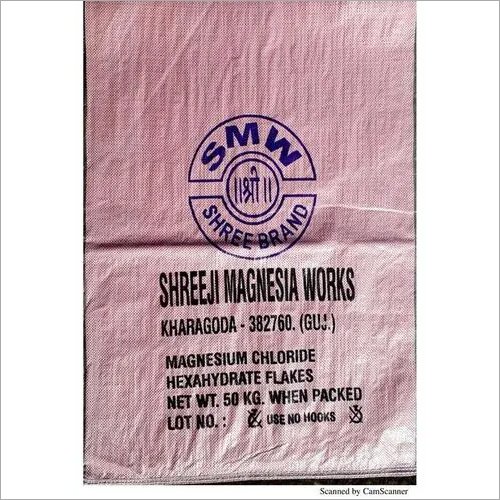 SMW
||श्री||
SHREE BRAND
SHREEJI MAGNESIA WORKS
KHARAGODA - 382760. (GUJ.)
MAGNESIUM CHLORIDE
HEXAHYDRATE FLAKES
NET WT. 50 KG. WHEN PACKED
LOT NO. : USE NO HOOKS
Scanned by CamScanner